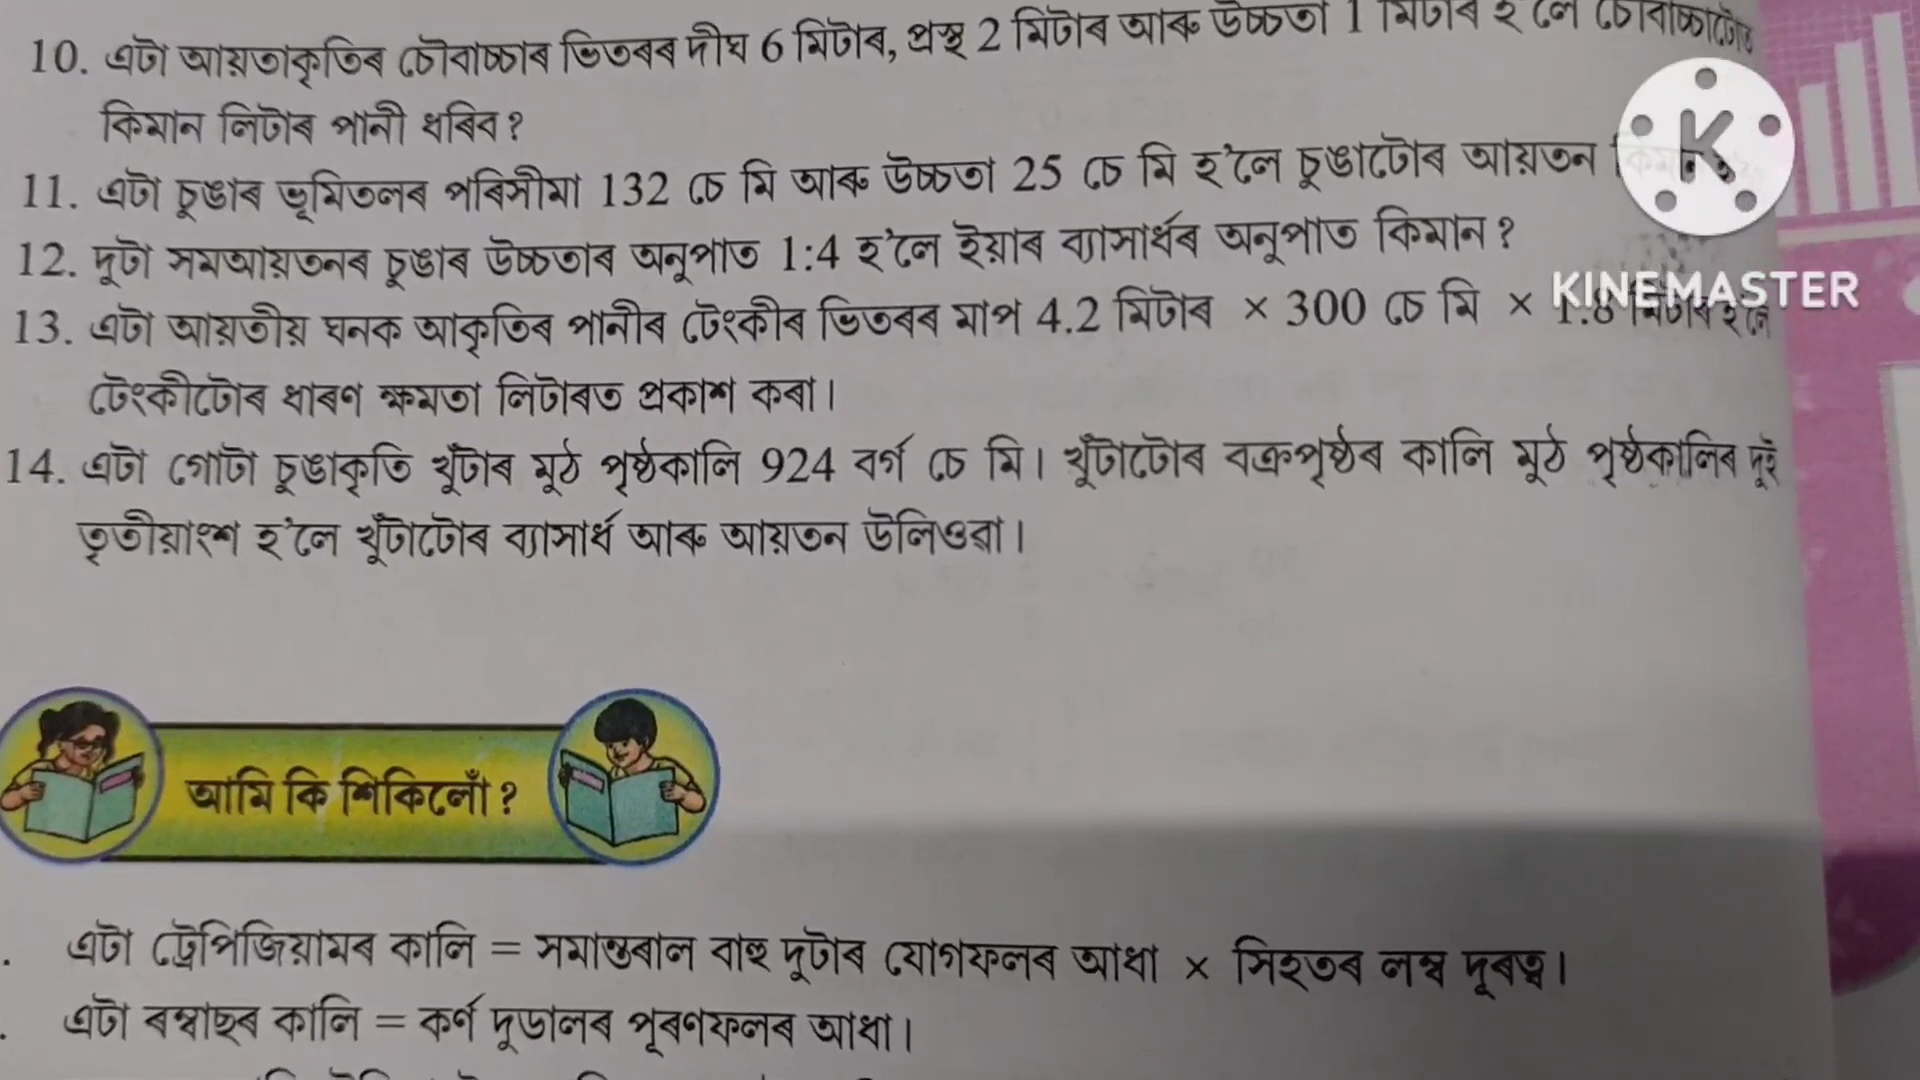 10. এটা আয়তাকৃতিৰ চৌবাচ্চাৰ ভিতৰৰ দীঘ 6 মিটাৰ, প্ৰস্থ 2 মিটাৰ আৰু উচ্চতা 1 মিটাৰ হ'লে চৌবাচ্চাটোত
কিমান লিটাৰ পানী ধৰিব?
11. এটা চুঙাৰ ভূমিতলৰ পৰিসীমা 132 চে মি আৰু উচ্চতা 25 চে মি হ'লে চুঙাটোৰ আয়তন
12. দুটা সমআয়তনৰ চুঙাৰ উচ্চতাৰ অনুপাত 1:4 হ'লে ইয়াৰ ব্যাসাৰ্ধৰ অনুপাত কিমান?
13. এটা আয়তীয় ঘনক আকৃতিৰ পানীৰ টেংকীৰ ভিতৰৰ মাপ 4.2 মিটাৰ × 300 চে মি × 1.8 মিটাৰ হ'লে
টেংকীটোৰ ধাৰণ ক্ষমতা লিটাৰত প্ৰকাশ কৰা।
14. এটা গোটা চুঙাকৃতি খুঁটাৰ মুঠ পৃষ্ঠকালি 924 বৰ্গ চে মি। খুঁটাটোৰ বক্ৰপৃষ্ঠৰ কালি মুঠ পৃষ্ঠকালিৰ দুই
তৃতীয়াংশ হ'লে খুঁটাটোৰ ব্যাসাৰ্ধ আৰু আয়তন উলিওৱা।
K
KINEMASTER
আমি কি শিকিলোঁ?
এটা ট্ৰেপিজিয়ামৰ কালি = সমান্তৰাল বাহু দুটাৰ যোগফলৰ আধা × সিহতৰ লম্ব দূৰত্ব।
এটা ৰম্বাছৰ কালি = কৰ্ণ দুডালৰ পূৰণফলৰ আধা।